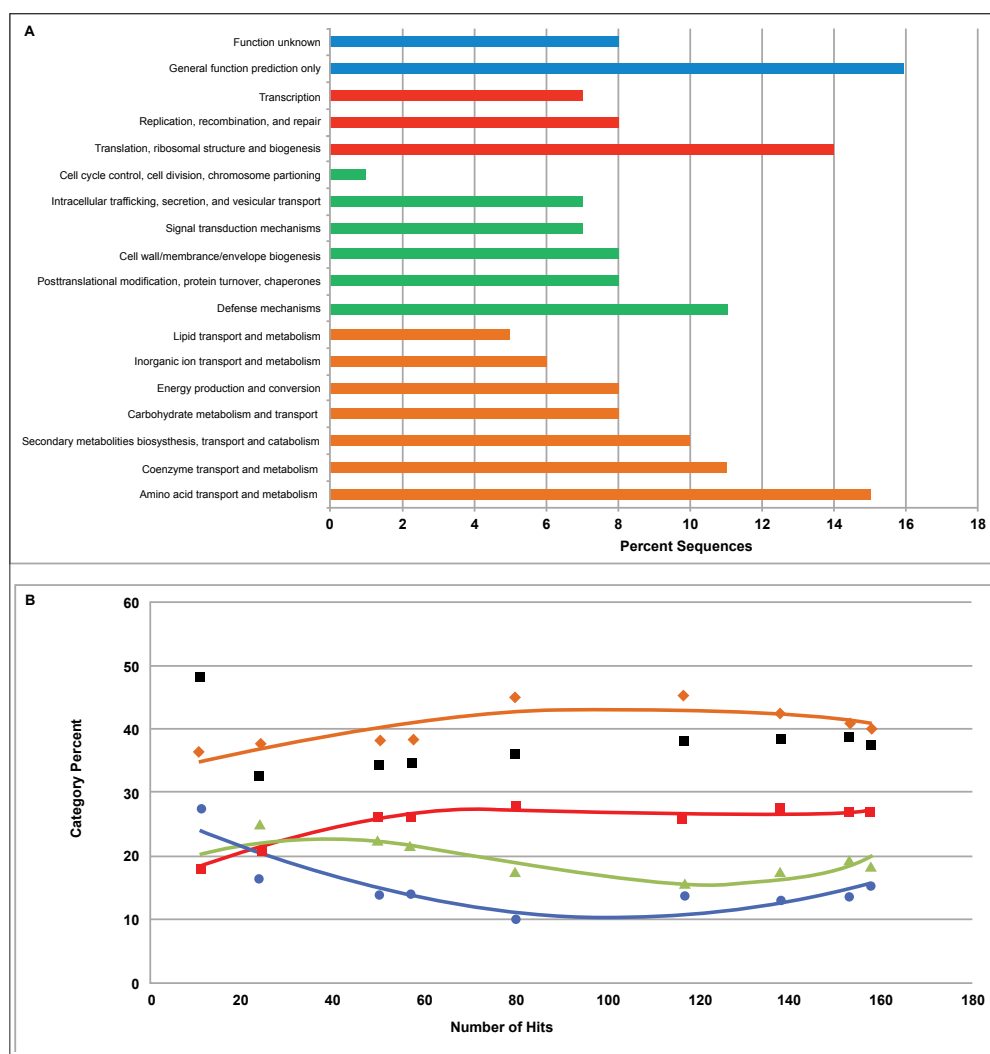 A
Function unknown
General function prediction only
Transcription
Replication, recombination, and repair
Translation, ribosomal structure and biogenesis
Cell cycle control, cell division, chromosome partioning
Intracellular trafficking, secretion, and vesicular transport
Signal transduction mechanisms
Cell wall/membrance/envelope biogenesis
Posttranslational modification, protein turnover, chaperones
Defense mechanisms
Lipid transport and metabolism
Inorganic ion transport and metabolism
Energy production and conversion
Carbohydrate metabolism and transport
Secondary metabolities biosysthesis, transport and catabolism
Coenzyme transport and metabolism
Amino acid transport and metabolism
0 2 4 6 8 10 12 14 16 18
Percent Sequences
B
60
50
40
30
20
10
0
Category Percent
0 20 40 60 80 100 120 140 160 180
Number of Hits